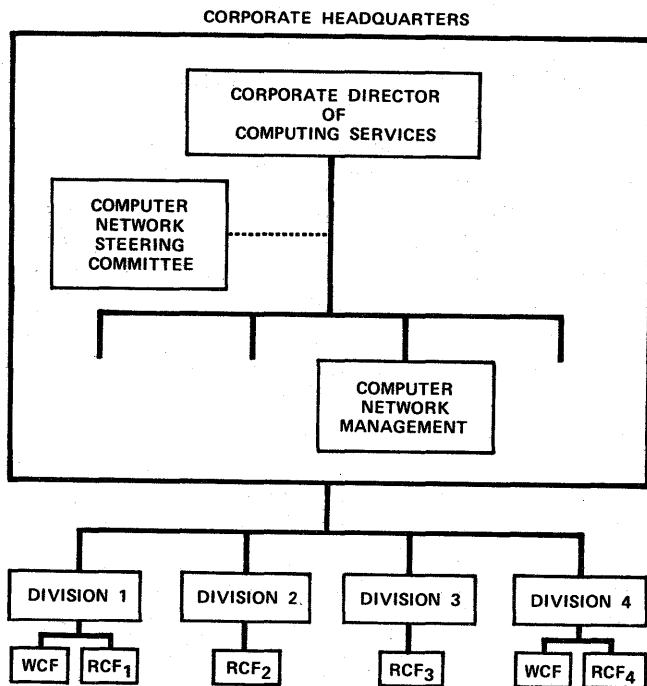 CORPORATE HEADQUARTERS
CORPORATE DIRECTOR
OF
COMPUTING SERVICES
COMPUTER
NETWORK
STEERING
COMMITTEE
COMPUTER
NETWORK
MANAGEMENT
DIVISION 1
DIVISION 2
DIVISION 3
DIVISION 4
WCF
RCF1
RCF2
RCF3
WCF
RCF4